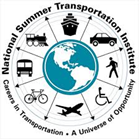 National Summer Transportation Institute
Careers in Transportation • A Universe of Opportunity